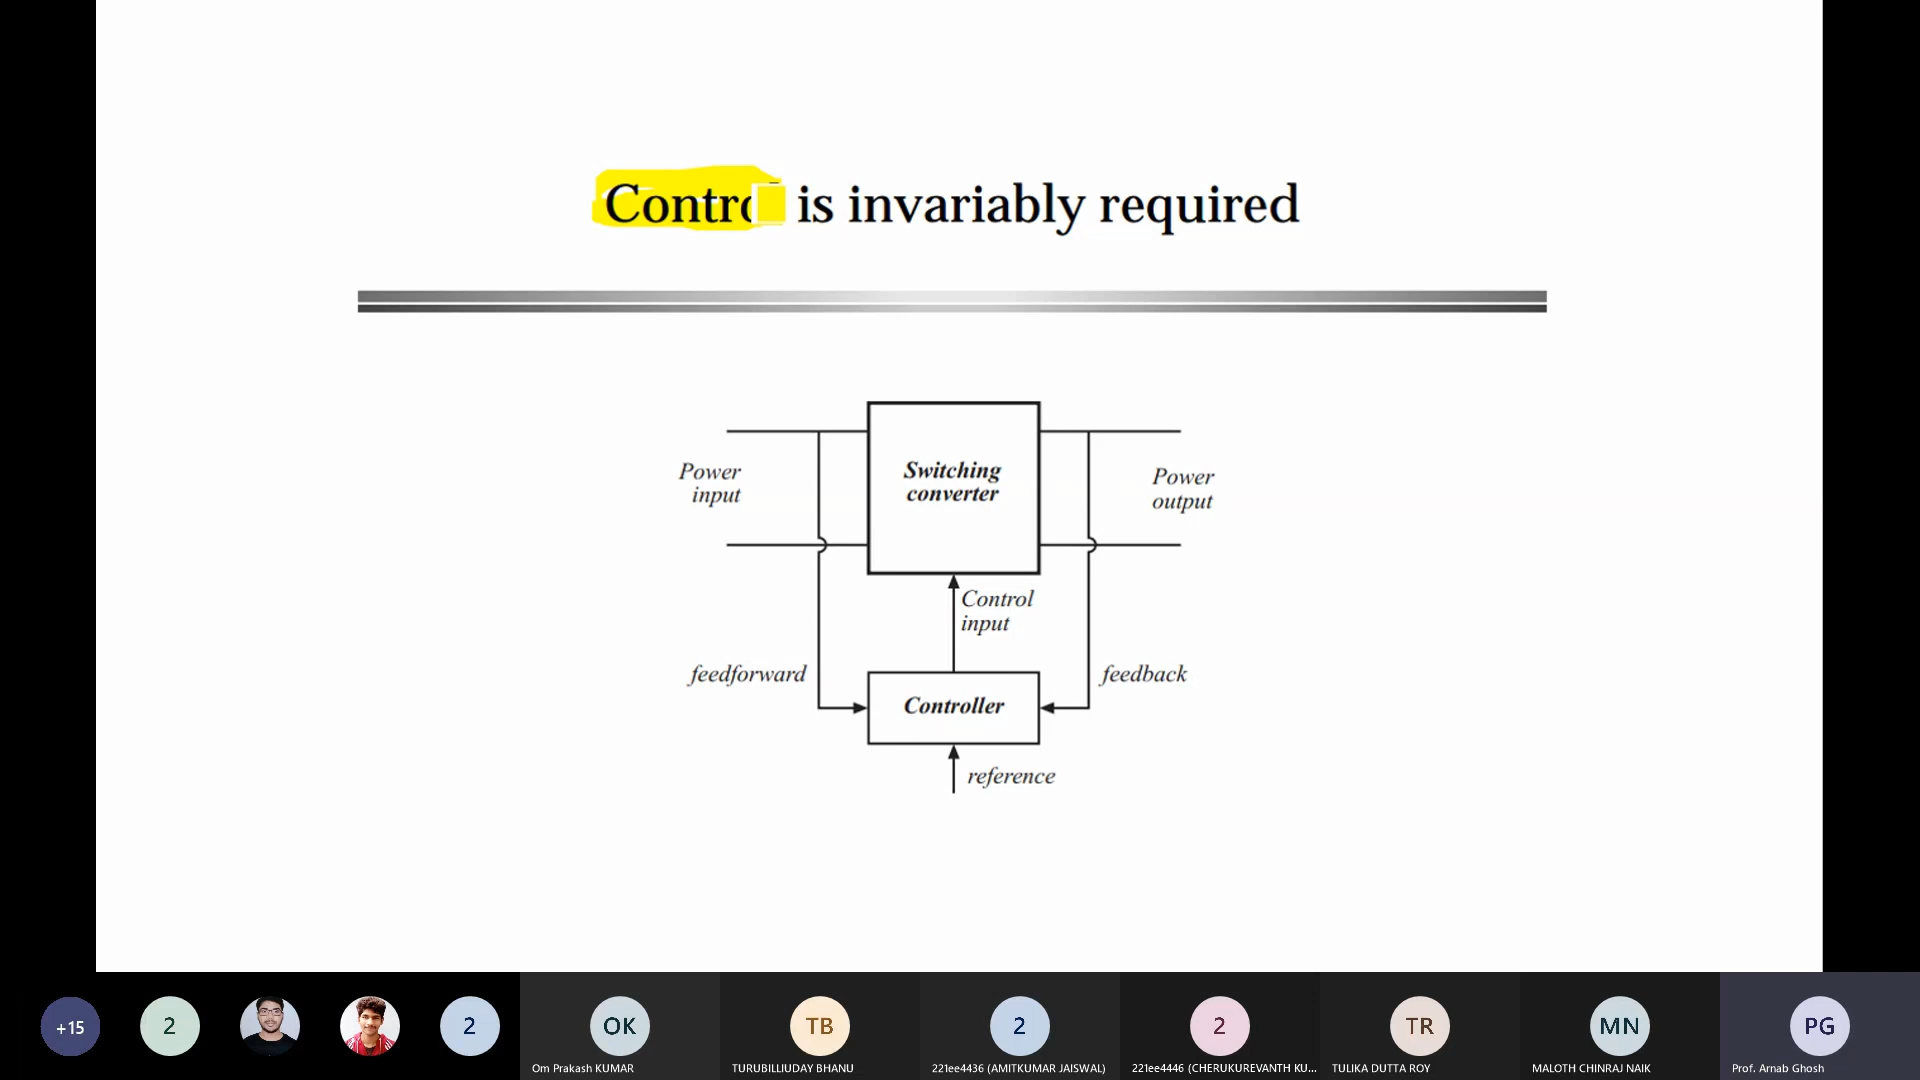 Control is invariably required
Power
input
Switching
converter
Power
output
Control
input
feedforward
feedback
Controller
reference
+15
2
2
OK
TB
2
2
TR
MN
PG
Om Prakash KUMAR
TURUBILLIUDAY BHANU
221ee4436 (AMITKUMAR JAISWAL)
221ee4446 (CHERUKUREVANTH KU...
TULIKA DUTTA ROY
MALOTH CHINRAJ NAIK
Prof. Arnab Ghosh